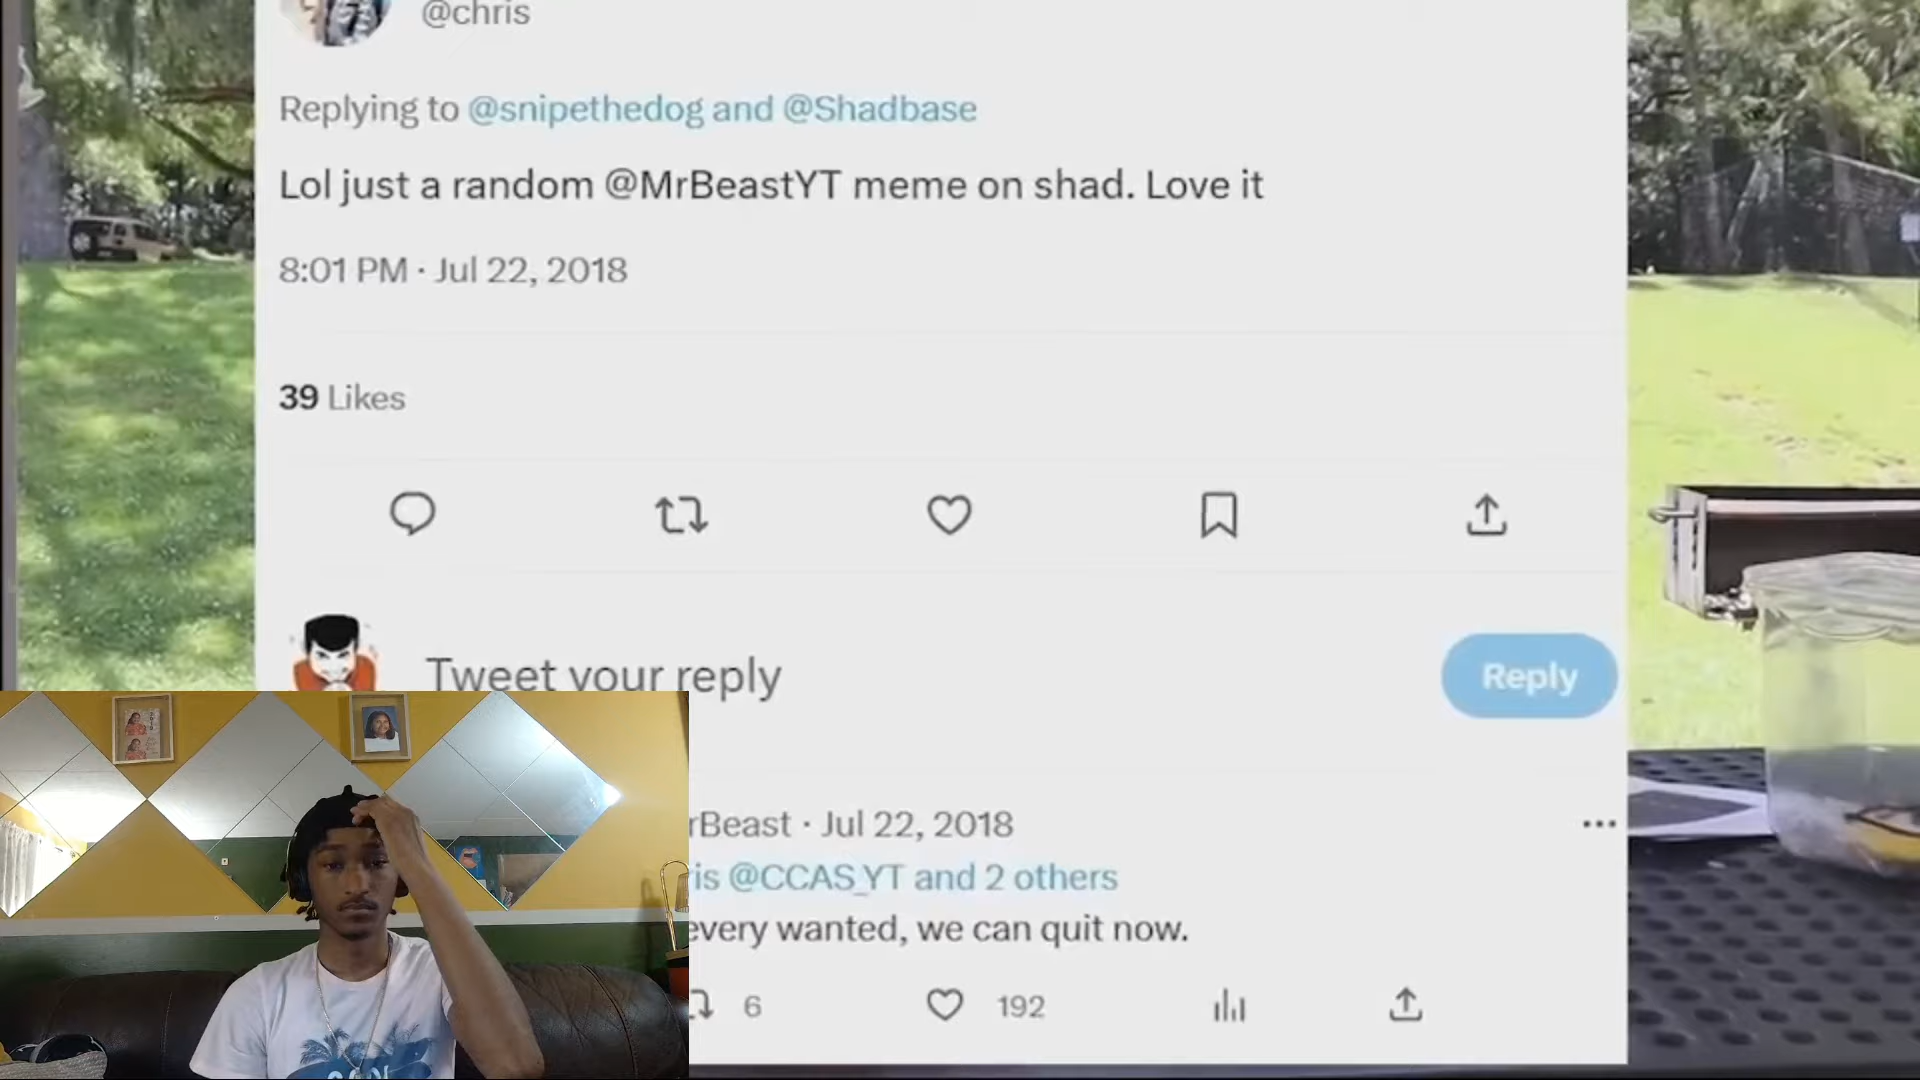 @chris
Replying to @snipethedog and @Shadbase
Lol just a random @MrBeastYT meme on shad. Love it
8:01 PM · Jul 22, 2018
39 Likes
Tweet your reply
Reply
rBeast · Jul 22, 2018
is @CCAS_YT and 2 others
every wanted, we can quit now.
6 192